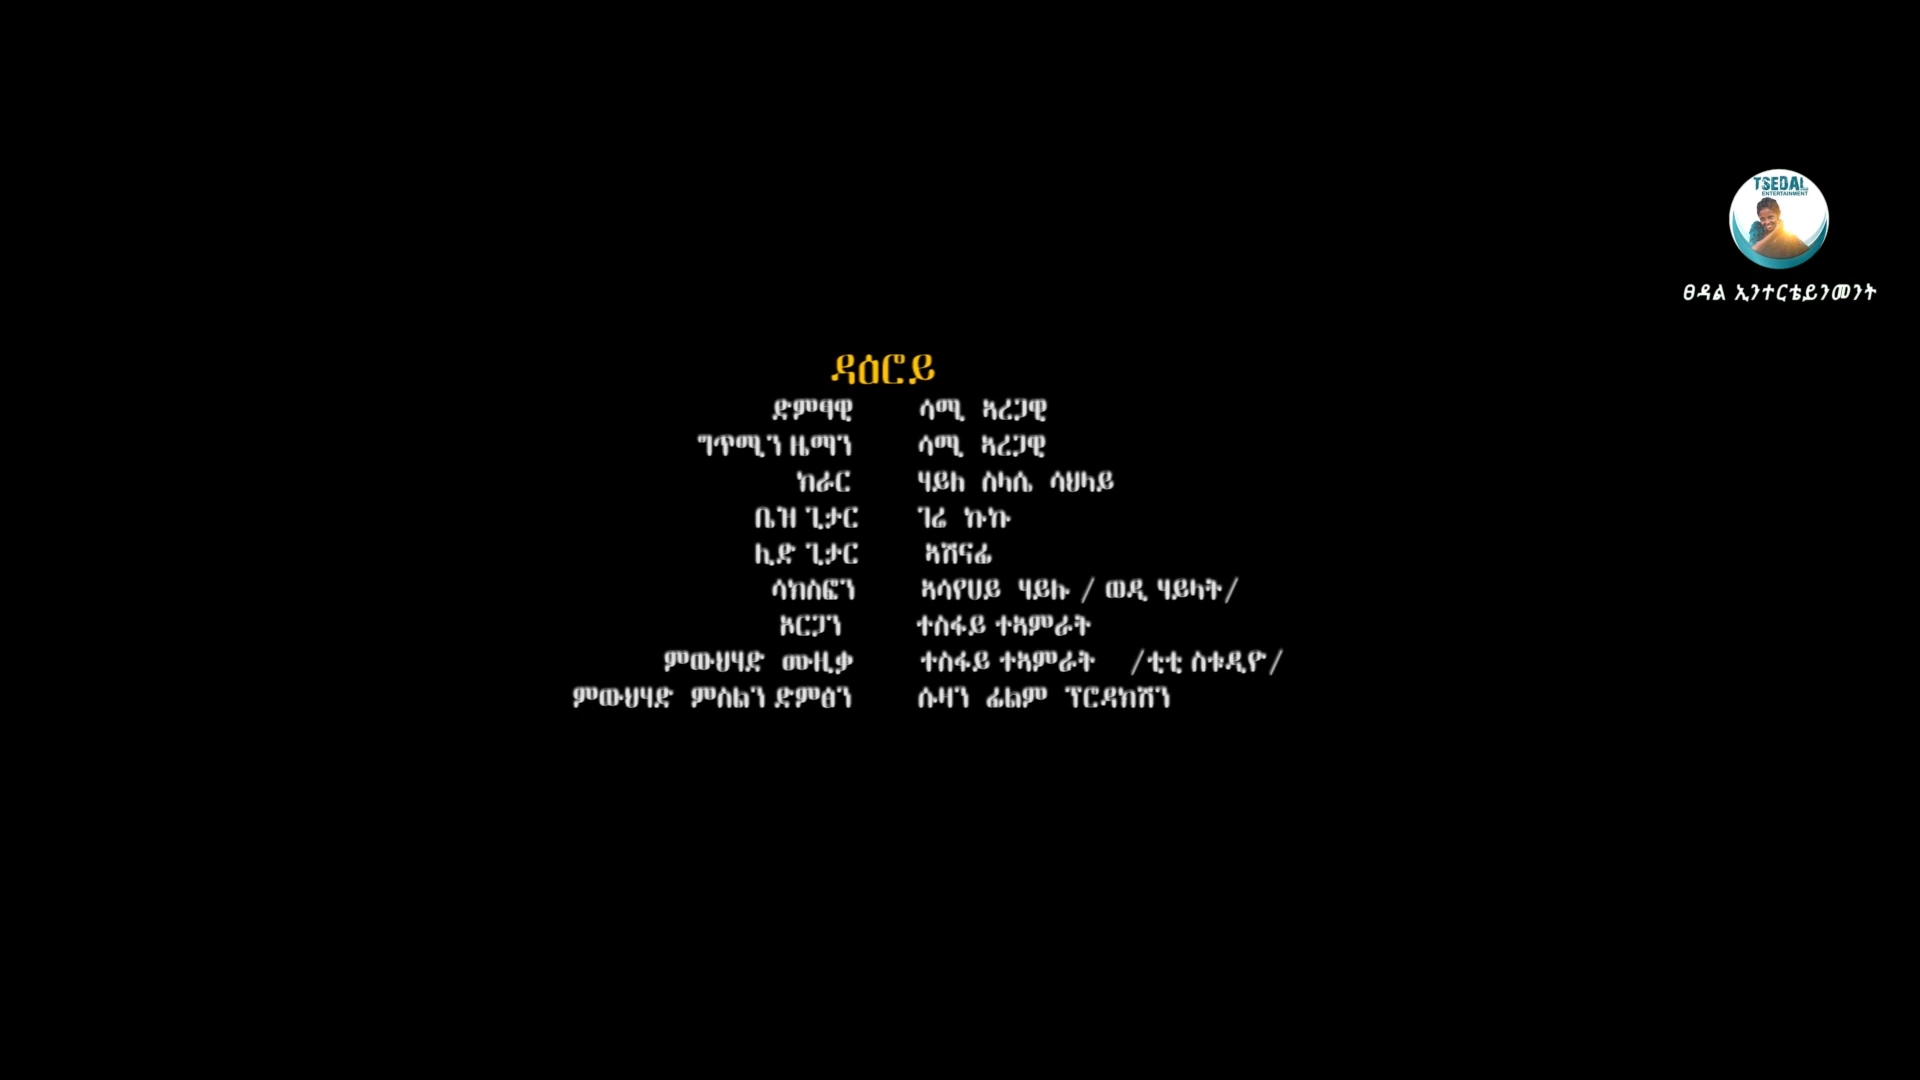 TSEDAL
ENTERTAINMENT
ፀዳል ኢንተርቴይንመንት
ዳዕሮይ
ድምፃዊ ሳሚ ኣረጋዊ
ግጥሚን ዜማን ሳሚ ኣረጋዊ
ክራር ሃይለ ስላሴ ሳህላይ
ቤዝ ጊታር ገሬ ኩኩ
ሊድ ጊታር ኣሸናፊ
ሳክስፎን ኣሳየሀይ ሃይሉ / ወዲ ሃይላት/
ኦርጋን ተስፋይ ተኣምራት
ምውህሃድ ሙዚቃ ተስፋይ ተኣምራት /ቲቲ ስቱዲዮ/
ምውህሃድ ምስልን ድምፅን ሱዛን ፊልም ፕሮዳክሽን